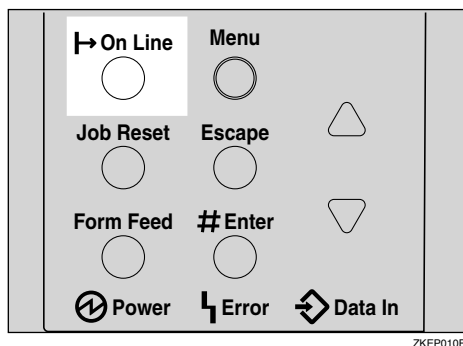 On Line Menu
Job Reset Escape
Form Feed # Enter
Power Error Data In
ZKEP010E